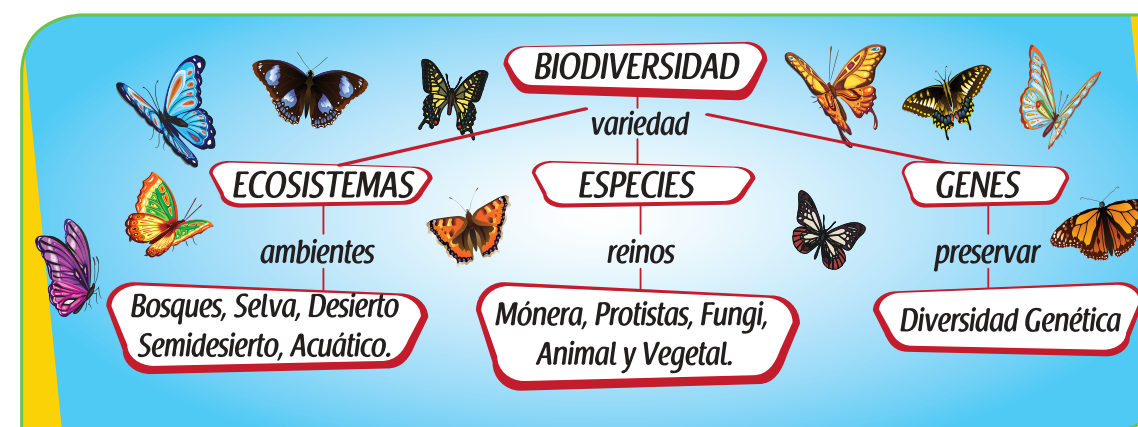 BIODIVERSIDAD
variedad
ECOSISTEMAS
ESPECIES
GENES
ambientes
reinos
preservar
Bosques, Selva, Desierto
Semidesierto, Acuático.
Mónera, Protistas, Fungi,
Animal y Vegetal.
Diversidad Genética